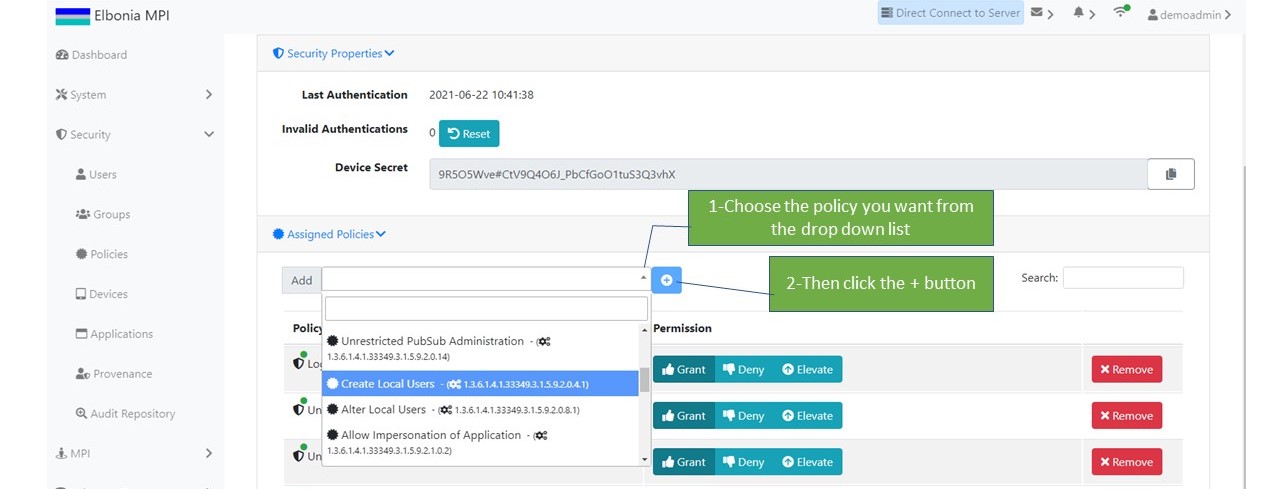 Elbonia MPI
Direct Connect to Server
demoadmin
Dashboard
System
Security
Users
Groups
Policies
Devices
Applications
Provenance
Audit Repository
MPI
Security Properties
Last Authentication 2021-06-22 10:41:38
Invalid Authentications 0 Reset
Device Secret 9R5O5Wve#CtV9Q4O6J_PbCfGoO1tuS3Q3vhX
1-Choose the policy you want from
the drop down list
Assigned Policies
Add
2-Then click the + button
Search:
Policy
Permission
Unrestricted PubSub Administration - (
1.3.6.1.4.1.33349.3.1.5.9.2.0.14)
Create Local Users - ( 1.3.6.1.4.1.33349.3.1.5.9.2.0.4.1)
Alter Local Users - ( 1.3.6.1.4.1.33349.3.1.5.9.2.0.8.1)
Allow Impersonation of Application - (
1.3.6.1.4.1.33349.3.1.5.9.2.1.0.2)
Grant Deny Elevate Remove
Un Grant Deny Elevate Remove
Un Grant Deny Elevate Remove